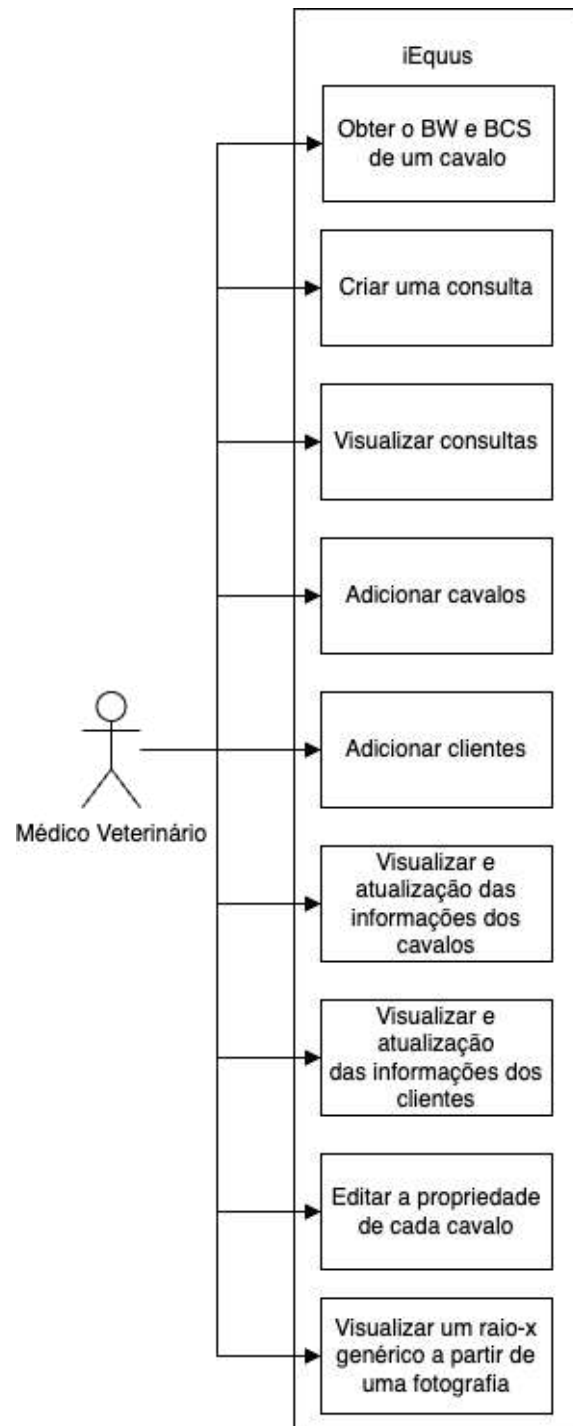 iEquus
Obter o BW e BCS
de um cavalo
Criar uma consulta
Visualizar consultas
Adicionar cavalos
Adicionar clientes
Médico Veterinário
Visualizar e
atualização das
informações dos
cavalos
Visualizar e
atualização
das informações dos
clientes
Editar a propriedade
de cada cavalo
Visualizar um raio-x
genérico a partir de
uma fotografia